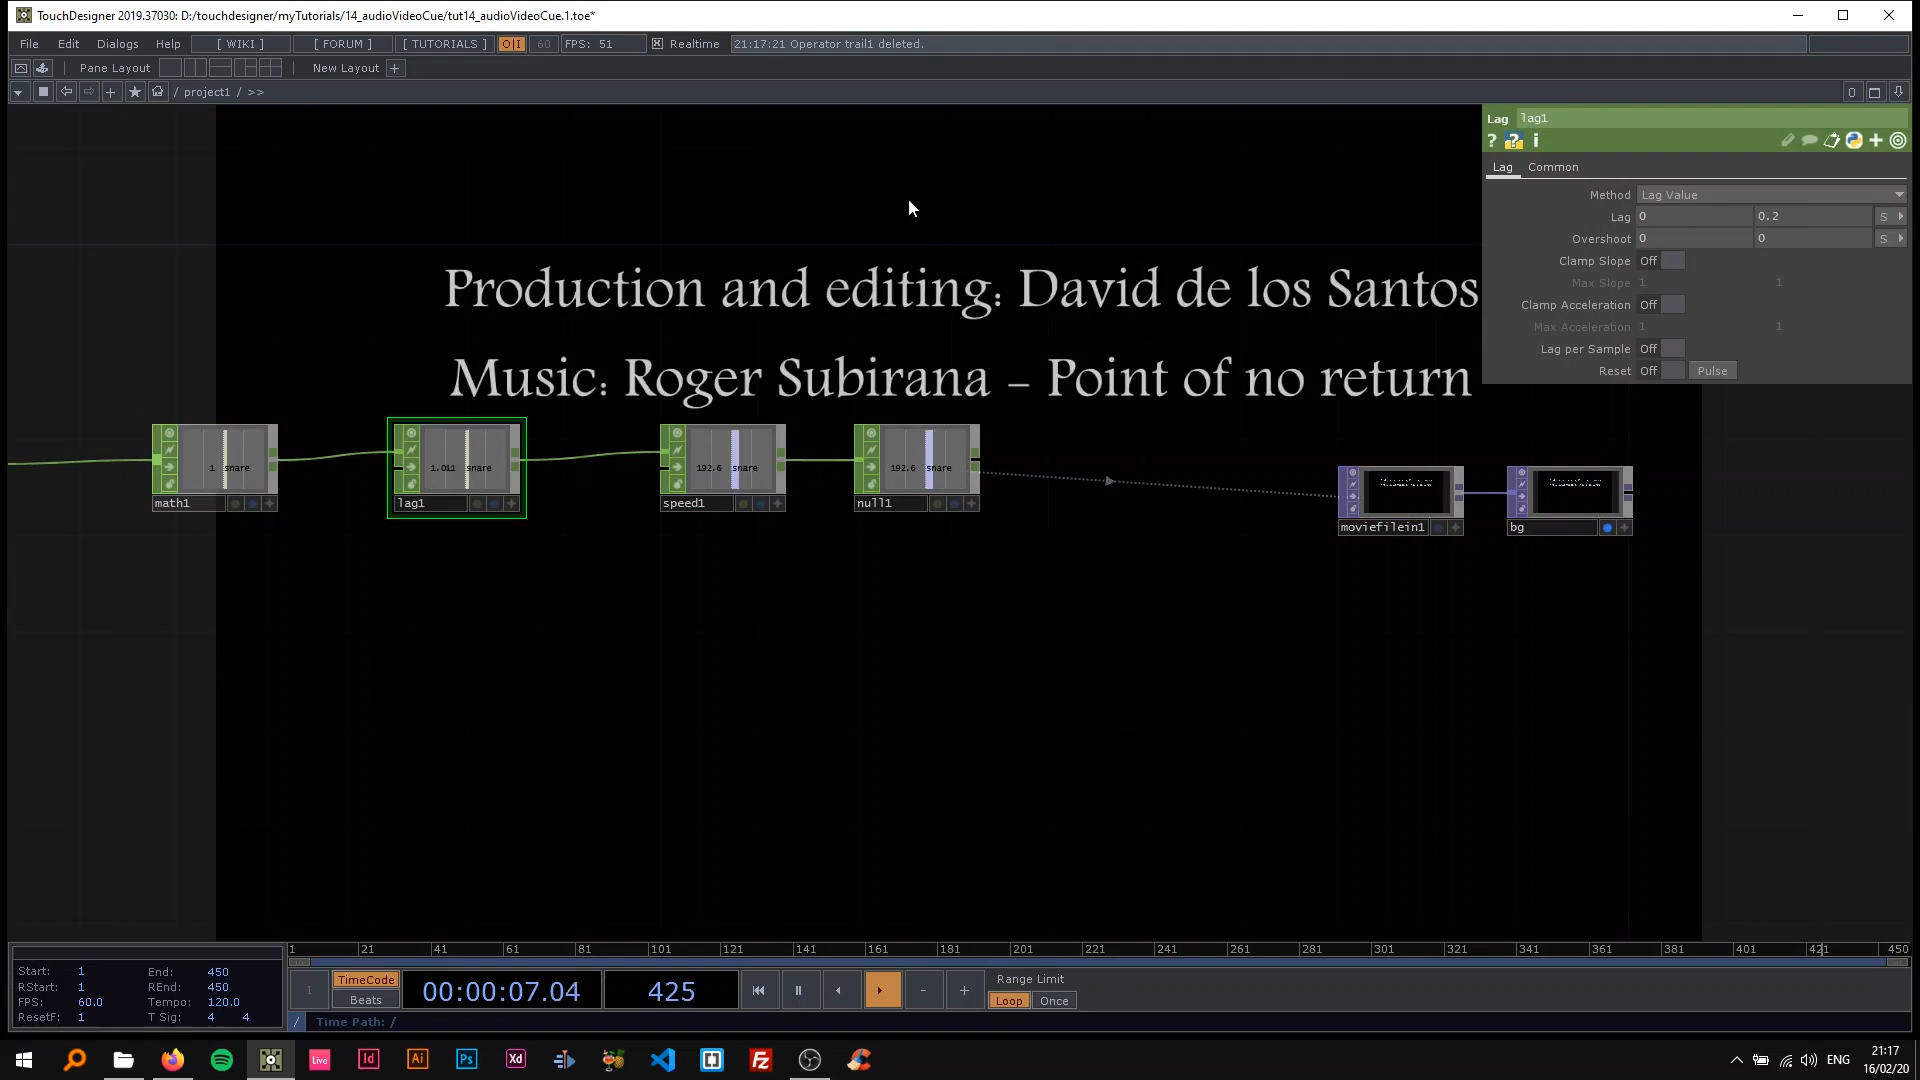 TouchDesigner 2019.37030: D:/touchdesigner/myTutorials/14_audioVideoCue/tut14_audioVideoCue.1.toe*
File Edit Dialogs Help [ WIKI ] [ FORUM ] [ TUTORIALS ] O|I 60 FPS: 51 Realtime 21:17:21 Operator trail1 deleted.
Pane Layout New Layout +
/ project1 / >> 0
Lag lag1
? ? i
Lag Common
Method Lag Value
Lag 0 0.2 S
Overshoot 0 0 S
Clamp Slope Off
Max Slope 1 1
Clamp Acceleration Off
Max Acceleration 1 1
Lag per Sample Off
Reset Off Pulse
Production and editing: David de los Santos
Music: Roger Subirana - Point of no return
1 snare
math1
1.011 snare
lag1
192.6 snare
speed1
192.6 snare
null1
moviefilein1
bg
1 21 41 61 81 101 121 141 161 181 201 221 241 261 281 301 321 341 361 381 401 421 450
Start: 1 End: 450
RStart: 1 REnd: 450
FPS: 60.0 Tempo: 120.0
ResetF: 1 T Sig: 4 4
TimeCode
Beats
00:00:07.04 425
Range Limit
Loop Once
/ Time Path: /
Live Id Ai Ps Xd FZ
ENG
21:17
16/02/20